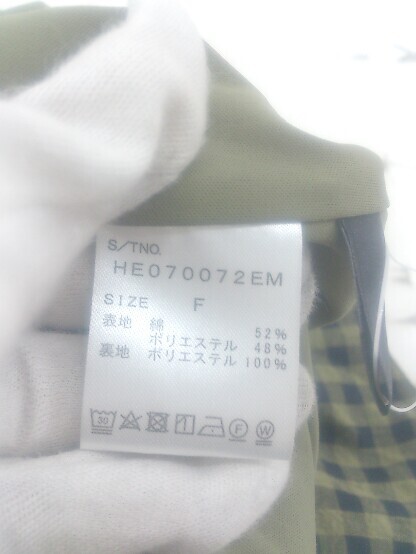 S/TNO.
HE070072EM
SIZE F
表地 綿 52%
ポリエステル 48%
裏地 ポリエステル 100%
30 F W